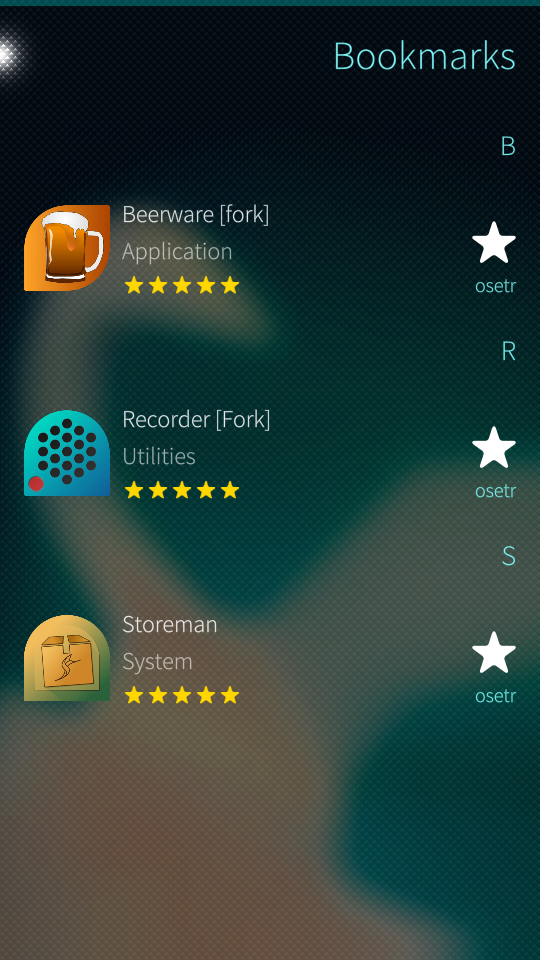 Bookmarks
B
Beerware [fork]
Application
osetr
R
Recorder [Fork]
Utilities
osetr
S
Storeman
System
osetr